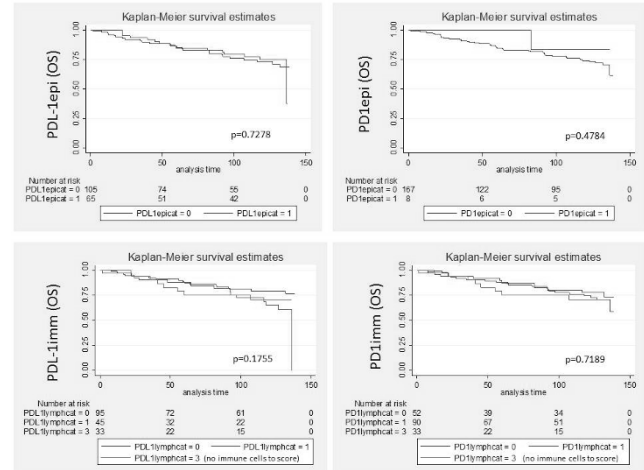 Kaplan-Meier survival estimates
PDL-1epi (OS)
1.00
0.75
0.50
0.25
0.00
p=0.7278
0 50 100 150
analysis time
Number at risk
PDL1epicat = 0 105 74 55 0
PDL1epicat = 1 65 51 42 0
PDL1epicat = 0 PDL1epicat = 1
Kaplan-Meier survival estimates
PD1epi (OS)
1.00
0.75
0.50
0.25
0.00
p=0.4784
0 50 100 150
analysis time
Number at risk
PD1epicat = 0 167 122 95 0
PD1epicat = 1 8 6 5 0
PD1epicat = 0 PD1epicat = 1
Kaplan-Meier survival estimates
PDL-1imm (OS)
1.00
0.75
0.50
0.25
0.00
p=0.1755
0 50 100 150
analysis time
Number at risk
PDL1lymphcat = 0 95 72 61 0
PDL1lymphcat = 1 45 32 22 0
PDL1lymphcat = 3 33 22 15 0
PDL1lymphcat = 0 PDL1lymphcat = 1
PDL1lymphcat = 3 (no immune cells to score)
Kaplan-Meier survival estimates
PD1imm (OS)
1.00
0.75
0.50
0.25
0.00
p=0.7189
0 50 100 150
analysis time
Number at risk
PD1lymphcat = 0 52 39 34 0
PD1lymphcat = 1 90 67 51 0
PD1lymphcat = 3 33 22 15 0
PD1lymphcat = 0 PD1lymphcat = 1
PD1lymphcat = 3 (no immune cells to score)